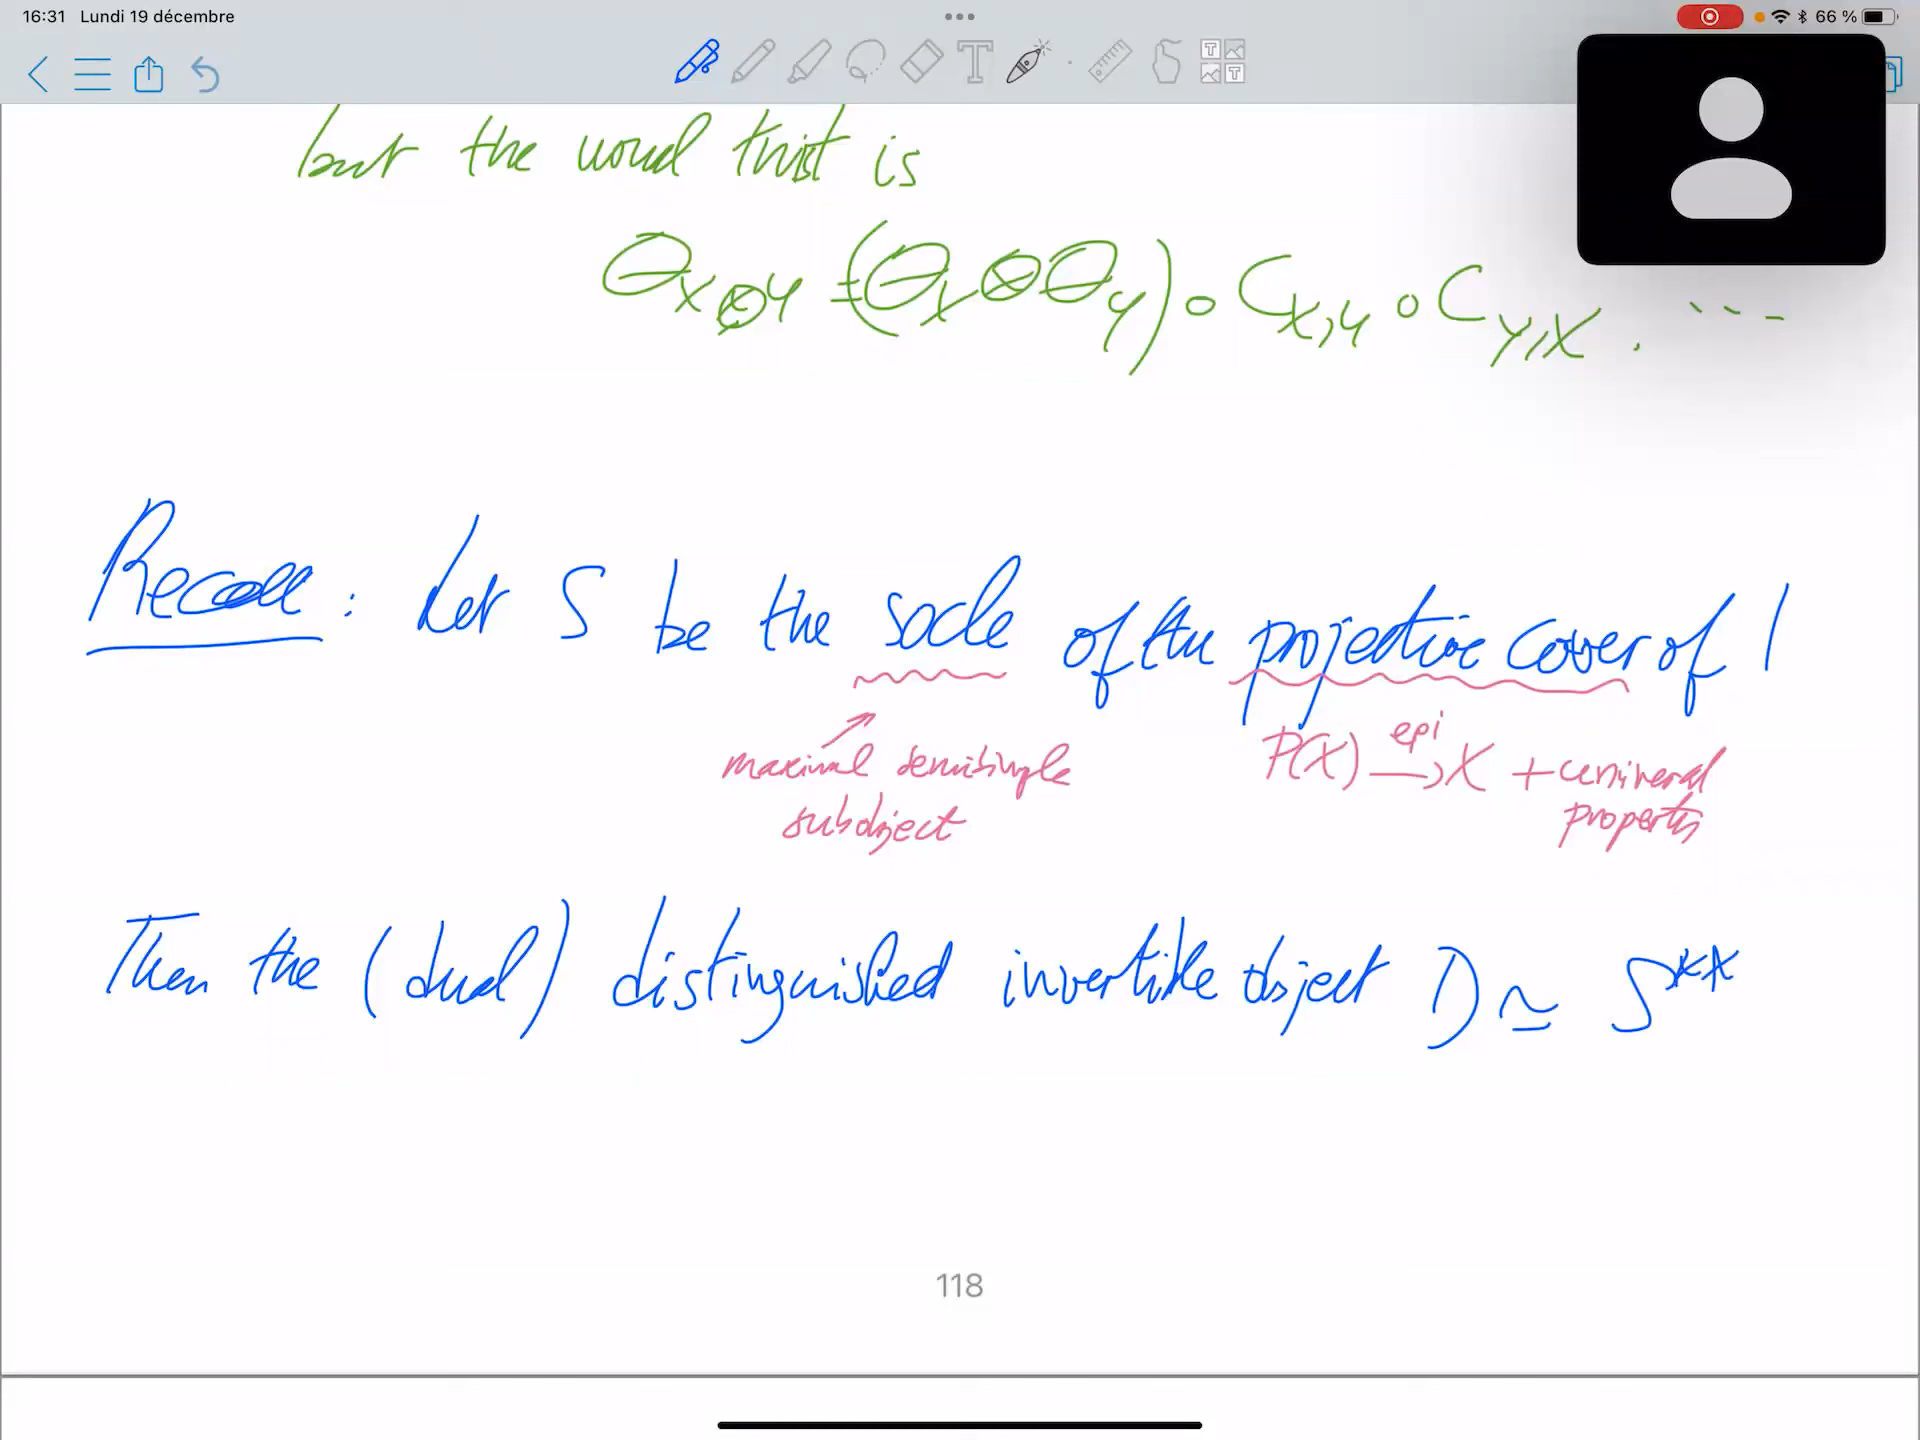 16:31 Lundi 19 décembre
66 %
but the usual twist is
θ_{X⊗Y} = (θ_X ⊗ θ_Y) ∘ C_{X,Y} ∘ C_{Y,X} . ...
Recall : Let S be the socle of the projective cover of 1
maximal semisimple
subobject
P(X) →^{epi} X + universal
property
Then the (dual) distinguished invertible object D ≃ S^{**}
118